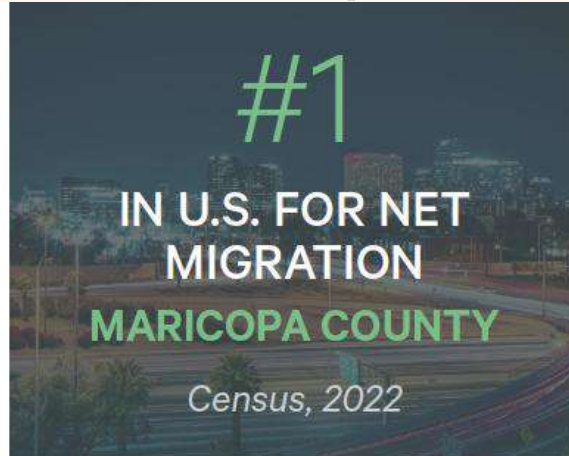 #1
IN U.S. FOR NET
MIGRATION
MARICOPA COUNTY
Census, 2022